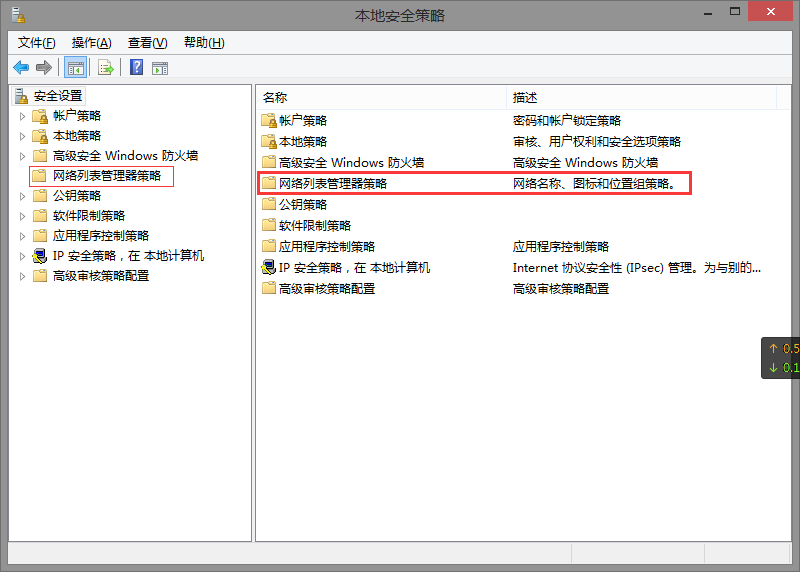 本地安全策略
文件(F) 操作(A) 查看(V) 帮助(H)
安全设置
帐户策略
本地策略
高级安全 Windows 防火墙
网络列表管理器策略
公钥策略
软件限制策略
应用程序控制策略
IP 安全策略，在 本地计算机
高级审核策略配置
名称 描述
帐户策略 密码和帐户锁定策略
本地策略 审核、用户权利和安全选项策略
高级安全 Windows 防火墙 高级安全 Windows 防火墙
网络列表管理器策略 网络名称、图标和位置组策略。
公钥策略
软件限制策略
应用程序控制策略 应用程序控制策略
IP 安全策略，在 本地计算机 Internet 协议安全性 (IPsec) 管理。为与别的...
高级审核策略配置 高级审核策略配置
↑ 0.5
↓ 0.1